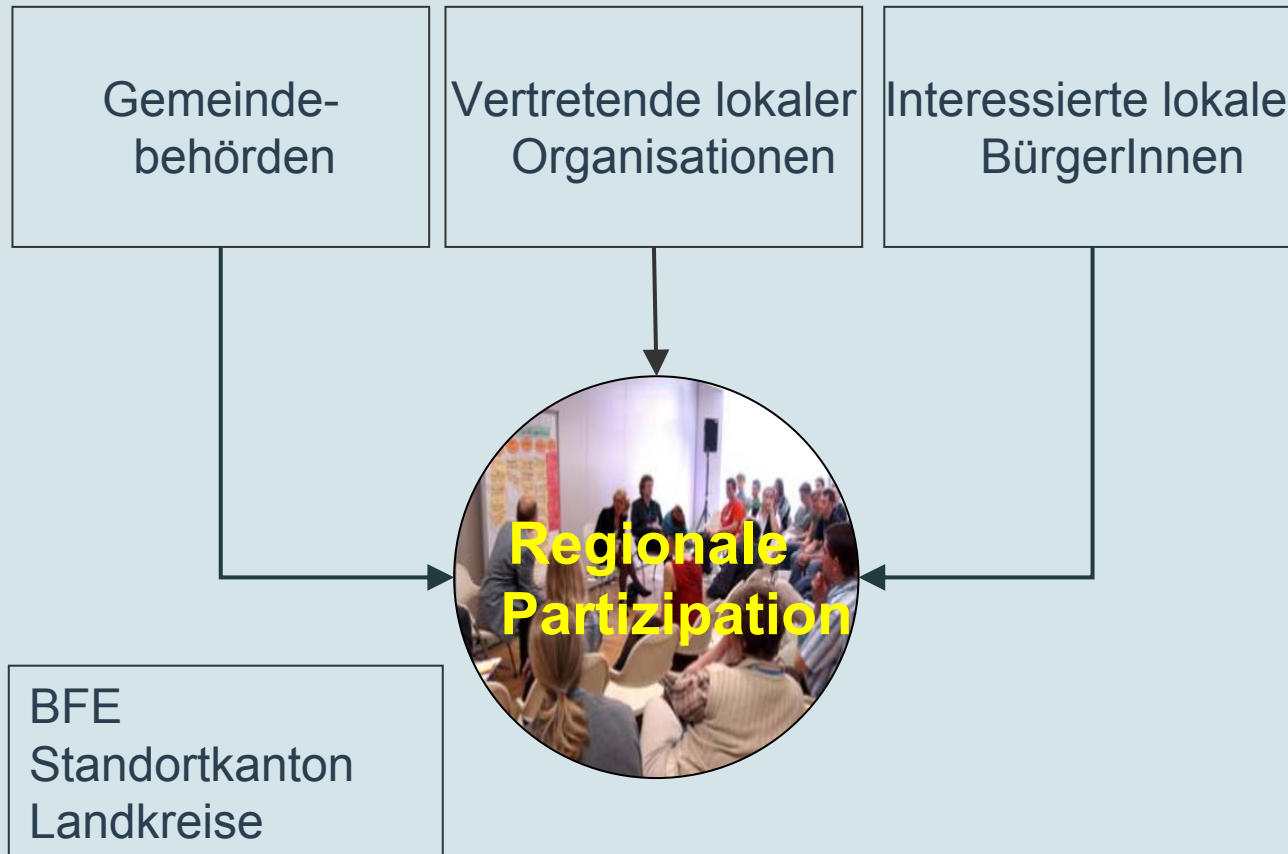 Gemeinde-
behörden
Vertretende lokaler
Organisationen
Interessierte lokale
BürgerInnen
Regionale
Partizipation
BFE
Standortkanton
Landkreise